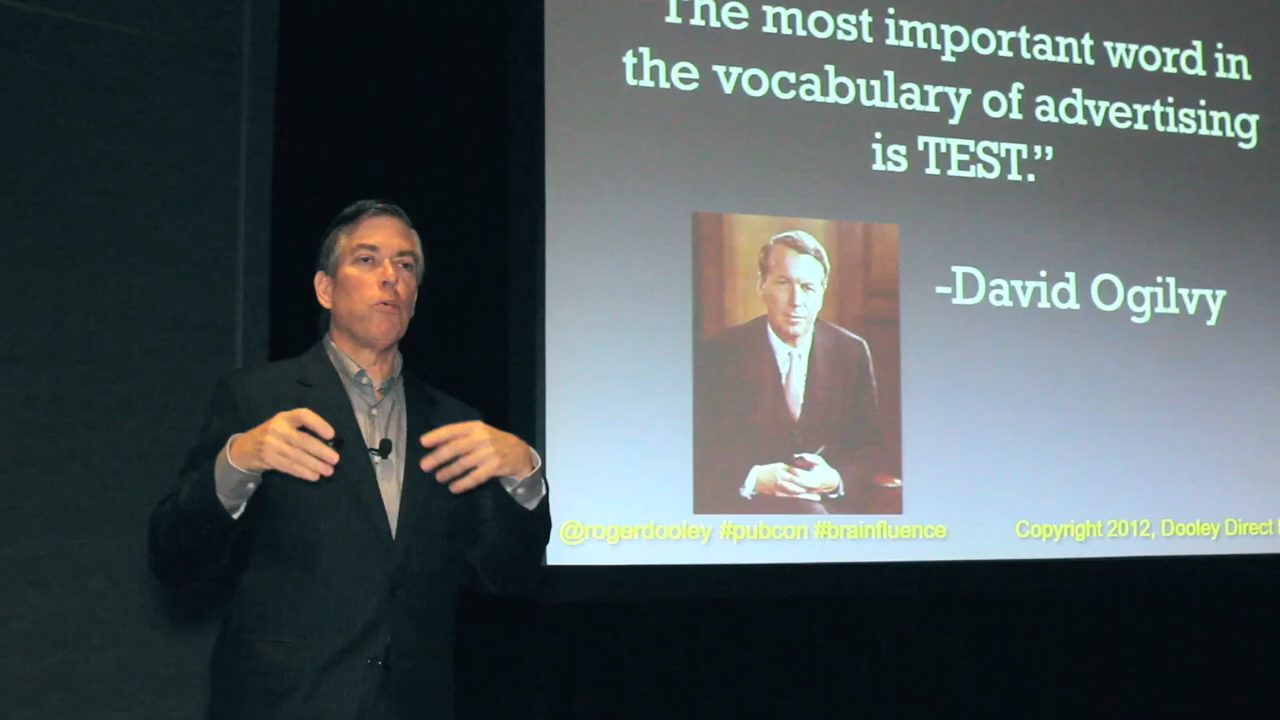 "The most important word in
the vocabulary of advertising
is TEST."
-David Ogilvy
@rogerdooley #pubcon #brainfluence
Copyright 2012, Dooley Direct